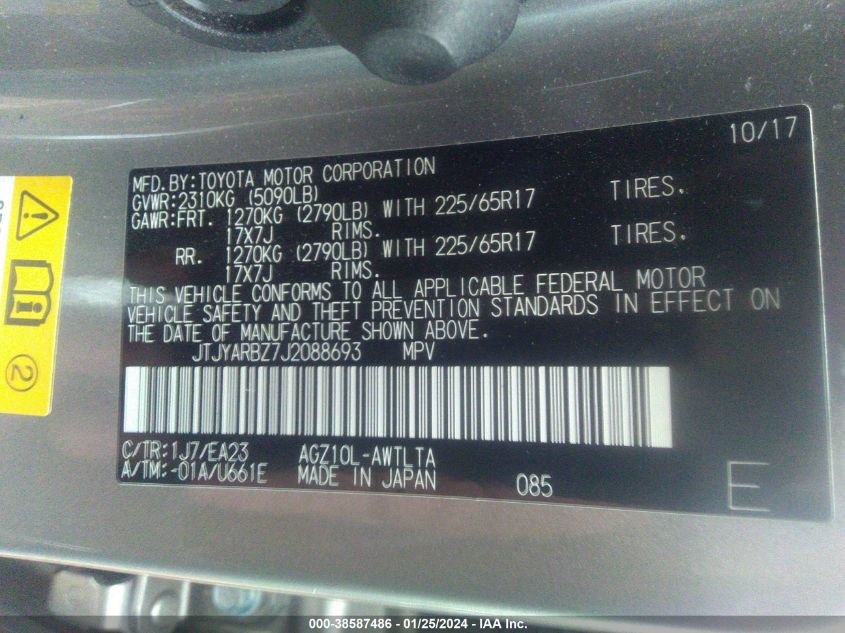 10/17
MFD.BY:TOYOTA MOTOR CORPORATION
GVWR:2310KG (5090LB)
GAWR:FRT. 1270KG (2790LB) WITH 225/65R17 TIRES.
17X7J RIMS.
RR. 1270KG (2790LB) WITH 225/65R17 TIRES.
17X7J RIMS.
THIS VEHICLE CONFORMS TO ALL APPLICABLE FEDERAL MOTOR
VEHICLE SAFETY AND THEFT PREVENTION STANDARDS IN EFFECT ON
THE DATE OF MANUFACTURE SHOWN ABOVE.
JTJYARBZ7J2088693 MPV
C/TR:1J7/EA23 AGZ10L-AWTLTA
A/TM:-01A/U661E MADE IN JAPAN 085
E
2
000-38587486 - 01/25/2024 - IAA Inc.